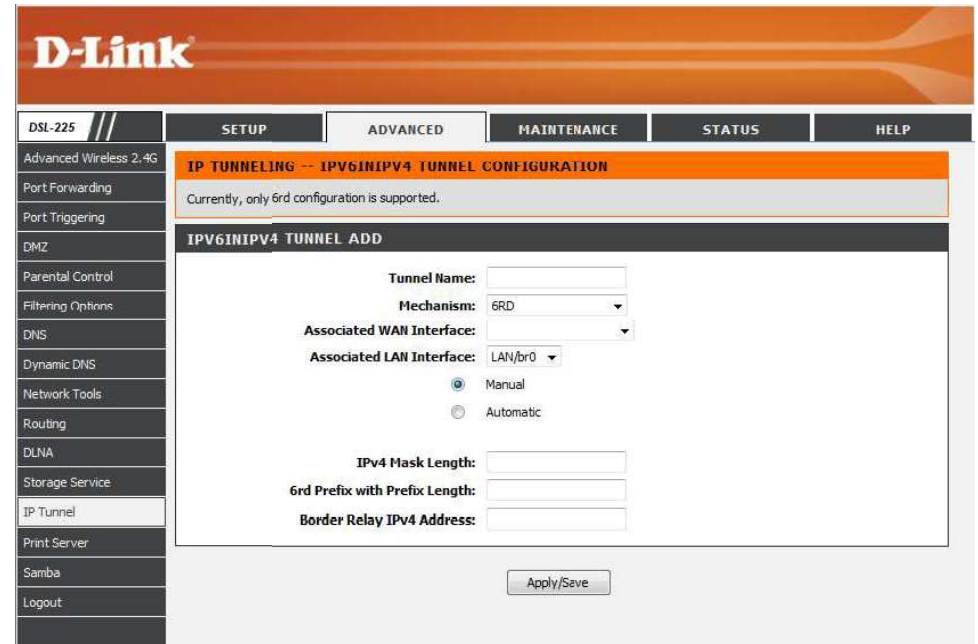 D-Link
DSL-225
SETUP ADVANCED MAINTENANCE STATUS HELP
Advanced Wireless 2.4G
Port Forwarding
Port Triggering
DMZ
Parental Control
Filtering Options
DNS
Dynamic DNS
Network Tools
Routing
DLNA
Storage Service
IP Tunnel
Print Server
Samba
Logout
IP TUNNELING -- IPV6INIPV4 TUNNEL CONFIGURATION
Currently, only 6rd configuration is supported.
IPV6INIPV4 TUNNEL ADD
Tunnel Name:
Mechanism: 6RD
Associated WAN Interface:
Associated LAN Interface: LAN/br0
Manual
Automatic
IPv4 Mask Length:
6rd Prefix with Prefix Length:
Border Relay IPv4 Address:
Apply/Save